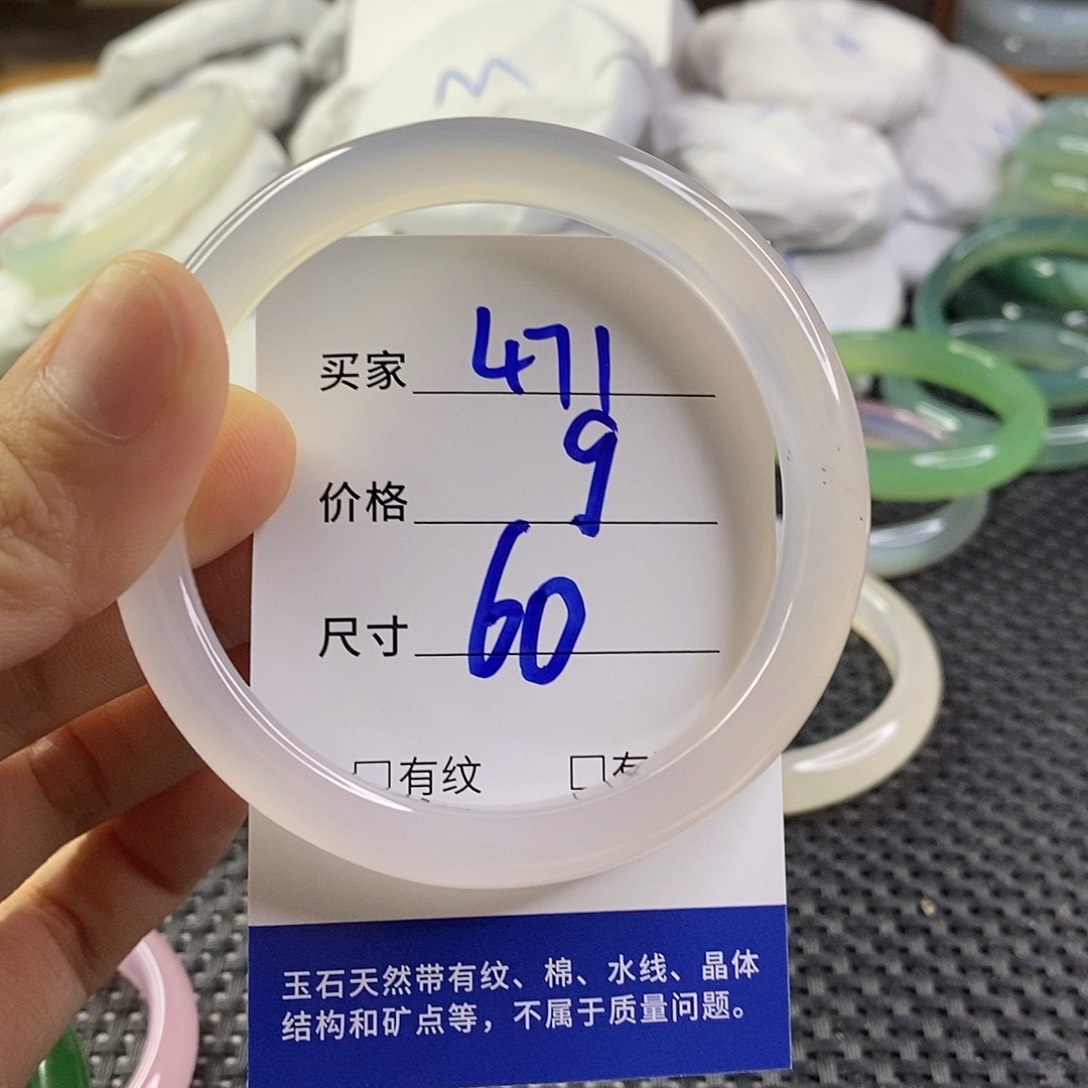 M
买家 471
价格 9
尺寸 60
□有纹 □有
玉石天然带有纹、棉、水线、晶体
结构和矿点等，不属于质量问题。